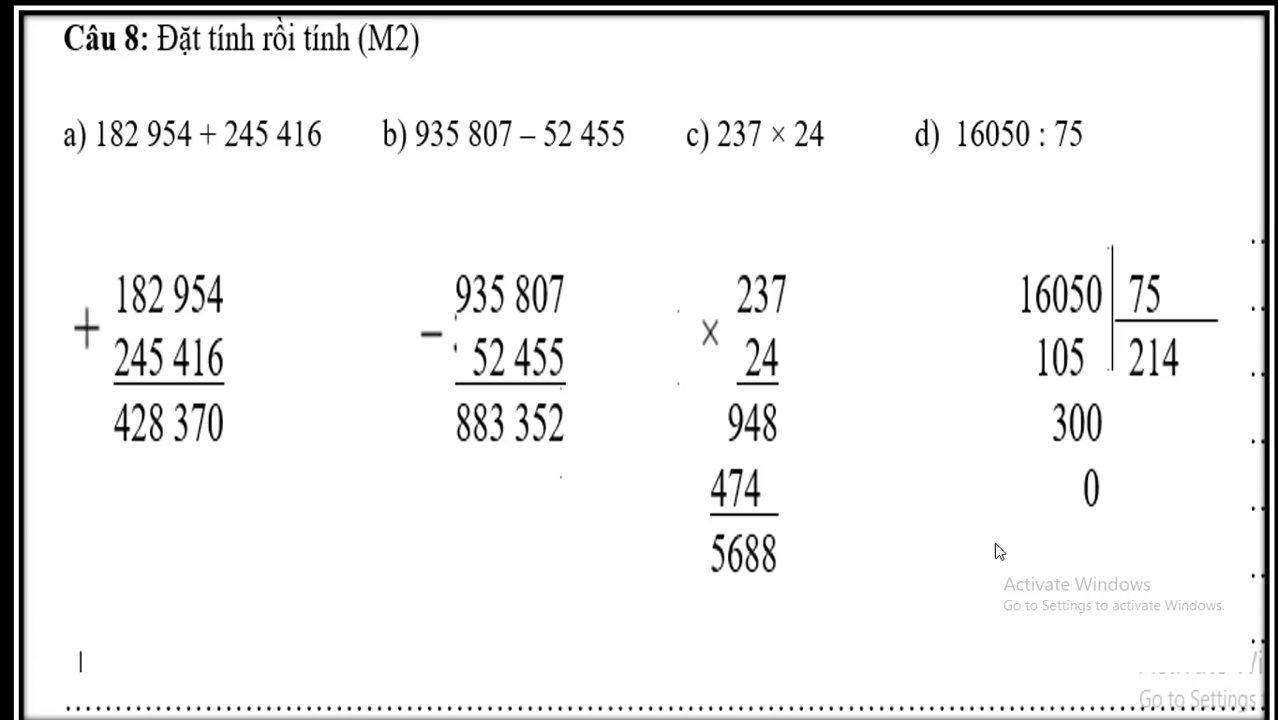 Câu 8: Đặt tính rồi tính (M2)
a) 182 954 + 245 416 b) 935 807 – 52 455 c) 237 × 24 d) 16050 : 75
182 954 935 807 237 16050 75
+ – ×
245 416 52 455 24 105 214
428 370 883 352 948 300
474 0
5688
Activate Windows
Go to Settings to activate Windows.
Go to Settings